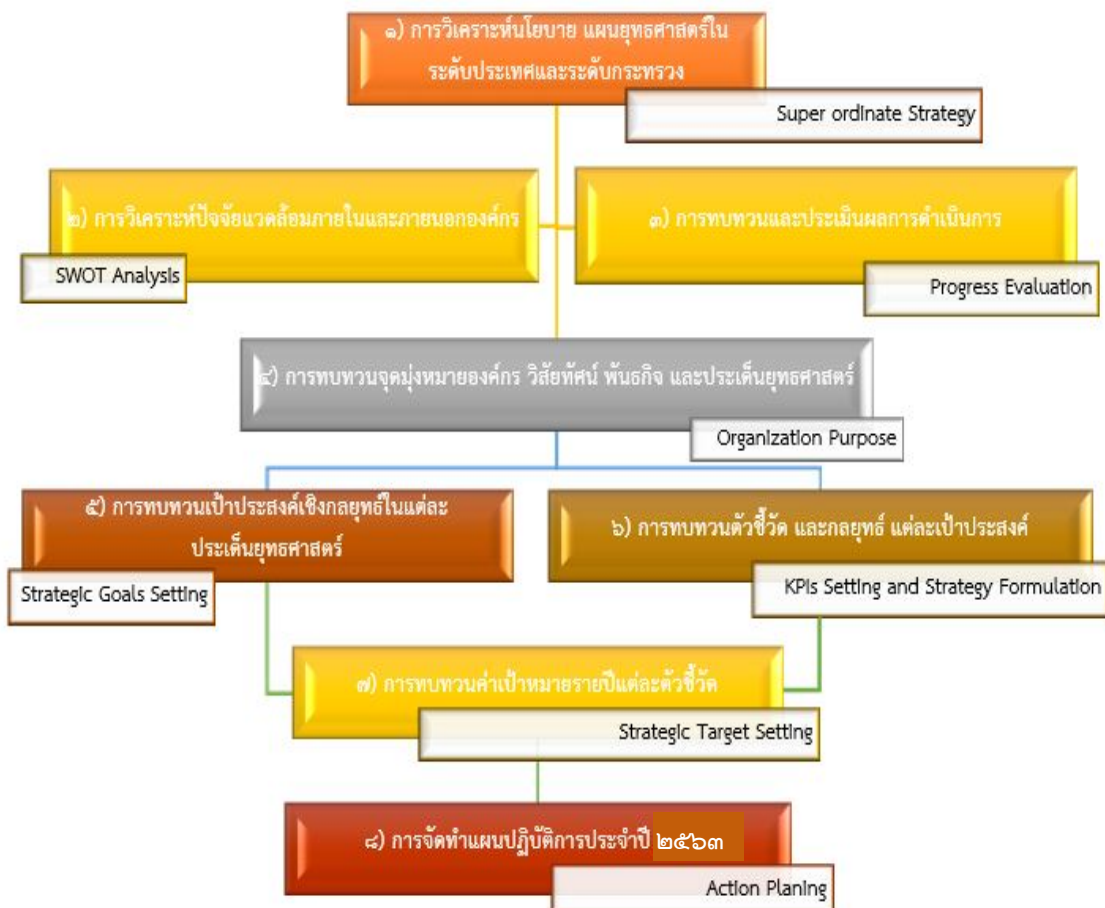 ๑) การวิเคราะห์นโยบาย แผนยุทธศาสตร์ใน
ระดับประเทศและระดับกระทรวง
Super ordinate Strategy
๒) การวิเคราะห์ปัจจัยแวดล้อมภายในและภายนอกองค์กร
SWOT Analysis
๓) การทบทวนและประเมินผลการดำเนินการ
Progress Evaluation
๔) การทบทวนจุดมุ่งหมายองค์กร วิสัยทัศน์ พันธกิจ และประเด็นยุทธศาสตร์
Organization Purpose
๕) การทบทวนเป้าประสงค์เชิงกลยุทธ์ในแต่ละ
ประเด็นยุทธศาสตร์
Strategic Goals Setting
๖) การทบทวนตัวชี้วัด และกลยุทธ์ แต่ละเป้าประสงค์
KPIs Setting and Strategy Formulation
๗) การทบทวนค่าเป้าหมายรายปีแต่ละตัวชี้วัด
Strategic Target Setting
๘) การจัดทำแผนปฏิบัติการประจำปี ๒๕๖๓
Action Planing